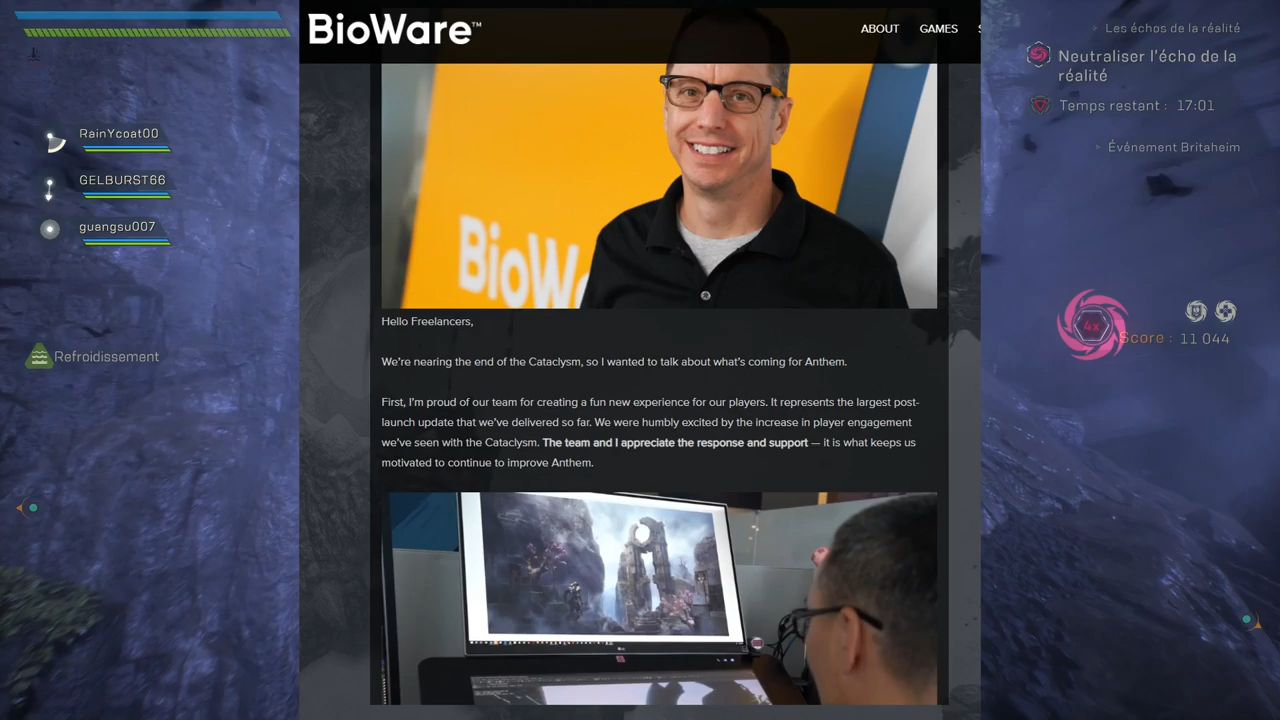 BioWare™
ABOUT GAMES
BioW
Hello Freelancers,
We're nearing the end of the Cataclysm, so I wanted to talk about what's coming for Anthem.
First, I'm proud of our team for creating a fun new experience for our players. It represents the largest post-
launch update that we've delivered so far. We were humbly excited by the increase in player engagement
we've seen with the Cataclysm. The team and I appreciate the response and support — it is what keeps us
motivated to continue to improve Anthem.
RainYcoat00
GELBURST66
guangsu007
Refroidissement
Les échos de la réalité
Neutraliser l'écho de la
réalité
Temps restant : 17:01
Événement Britaheim
4x
Score : 11 044